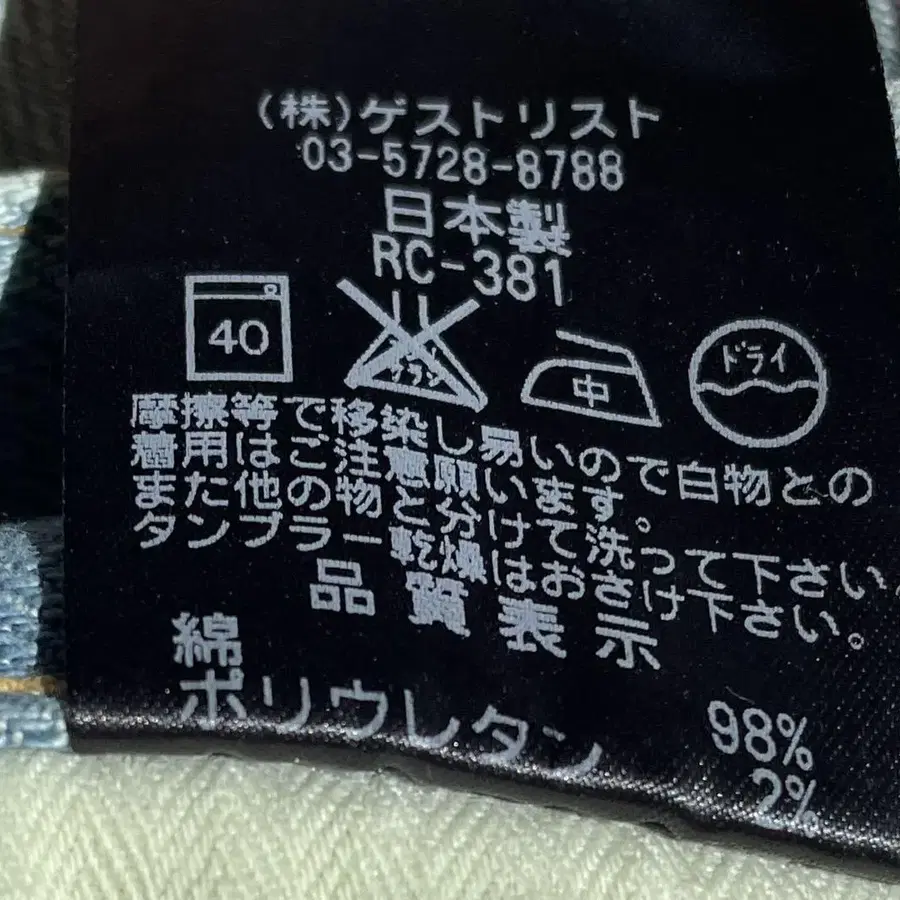 (株)ゲストリスト
03-5728-8788
日本製
RC-381
40
中
ドライ
摩擦等で移染し易いので白物との
着用はご注意願います。
また他の物と分けて洗って下さい。
タンブラー乾燥はおさけ下さい。
品質表示
綿 98%
ポリウレタン 2%